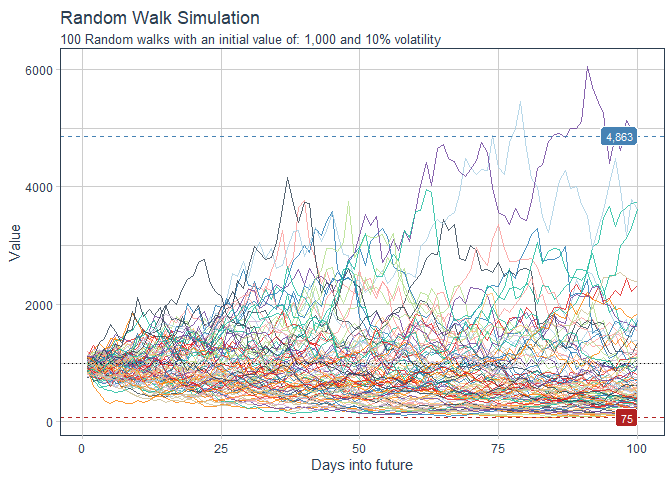 Random Walk Simulation
100 Random walks with an initial value of: 1,000 and 10% volatility
6000
4,863
4000
Value
2000
75
0
0 25 50 75 100
Days into future